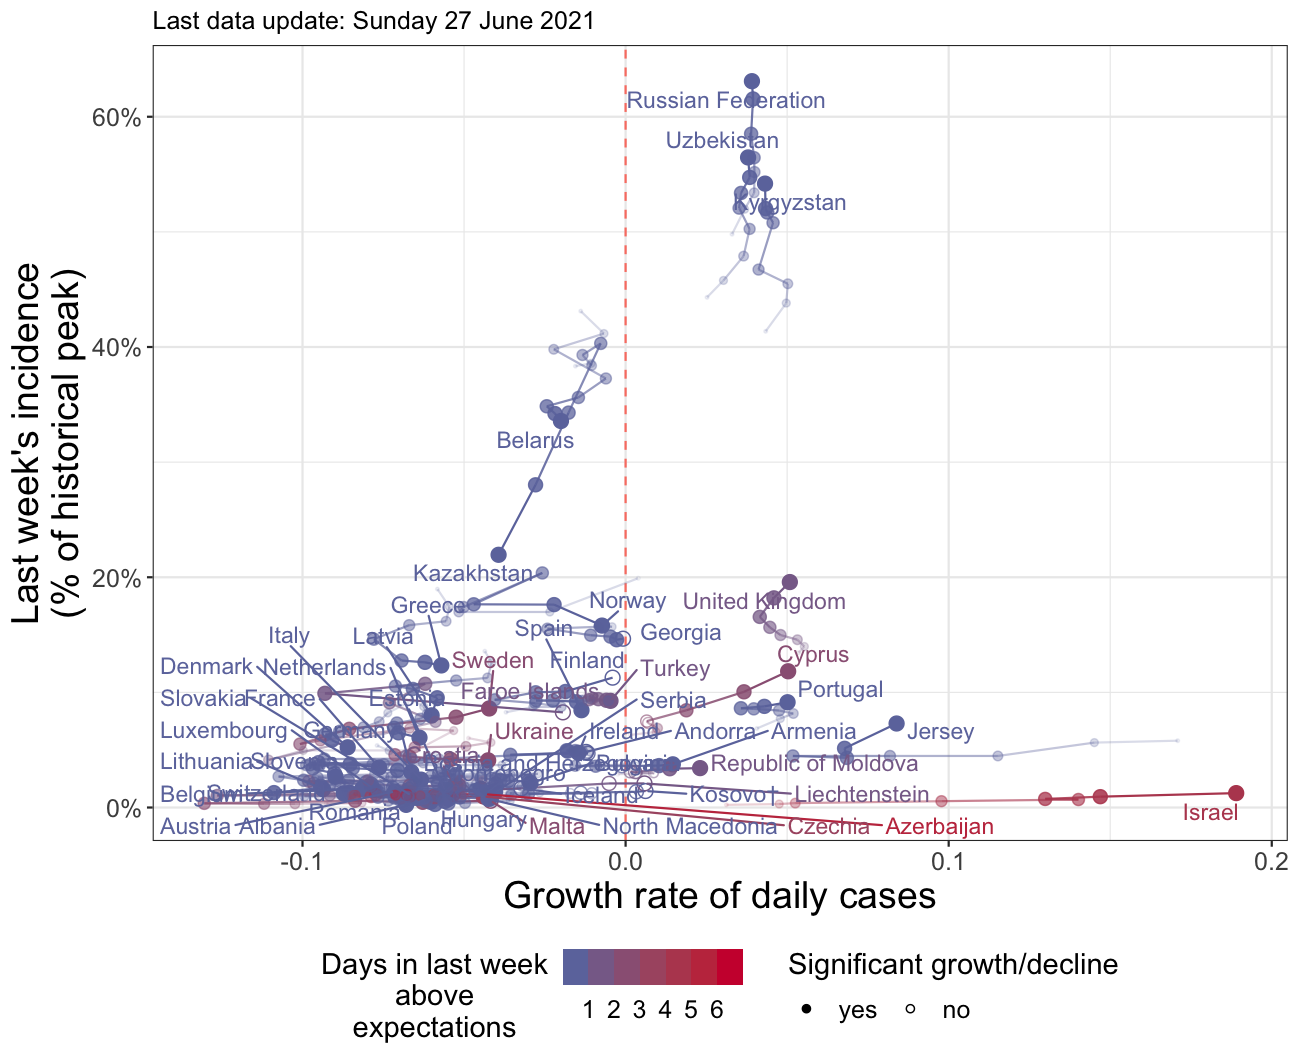 Last data update: Sunday 27 June 2021
Last week's incidence
(% of historical peak)
60%
40%
20%
0%
Russian Federation
Uzbekistan
Kyrgyzstan
Belarus
Kazakhstan
Greece
Norway
United Kingdom
Italy
Latvia
Spain
Georgia
Denmark
Netherlands
Sweden
Finland
Turkey
Cyprus
Slovakia
France
Estonia
Faroe Islands
Serbia
Portugal
Luxembourg
Germany
Ukraine
Ireland
Andorra
Armenia
Jersey
Lithuania
Croatia
Republic of Moldova
Belgium
Switzerland
Iceland
Kosovo
Liechtenstein
Romania
Hungary
Israel
Austria
Albania
Poland
Malta
North Macedonia
Czechia
Azerbaijan
-0.1
0.0
0.1
0.2
Growth rate of daily cases
Days in last week
above
expectations
1 2 3 4 5 6
Significant growth/decline
yes
no